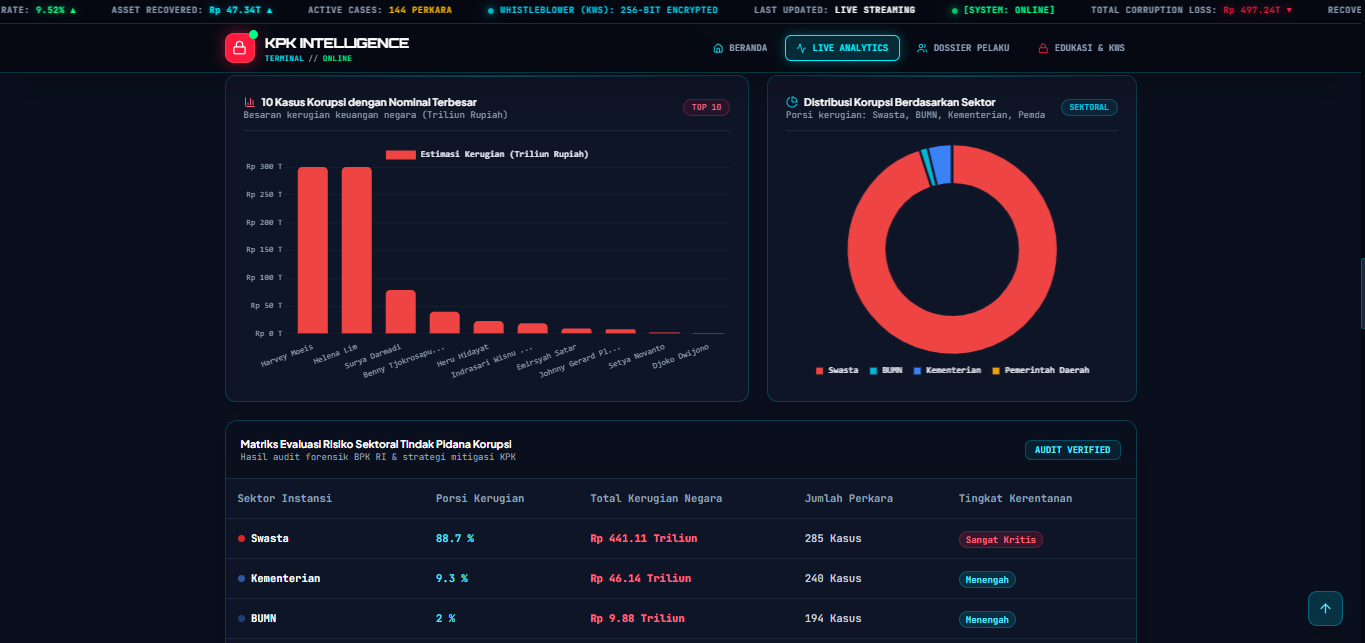 RATE: 9.52% ▲ ASSET RECOVERED: Rp 47.34T ▲ ACTIVE CASES: 144 PERKARA ● WHISTLEBLOWER (KWS): 256-BIT ENCRYPTED LAST UPDATED: LIVE STREAMING ● [SYSTEM: ONLINE] TOTAL CORRUPTION LOSS: Rp 497.24T ▼ RECOVE
KPK INTELLIGENCE
TERMINAL // ONLINE
BERANDA LIVE ANALYTICS DOSSIER PELAKU EDUKASI & KWS
10 Kasus Korupsi dengan Nominal Terbesar
Besaran kerugian keuangan negara (Triliun Rupiah)
TOP 10
Estimasi Kerugian (Triliun Rupiah)
Rp 300 T
Rp 250 T
Rp 200 T
Rp 150 T
Rp 100 T
Rp 50 T
Rp 0 T
Harvey Moeis
Helena Lim
Surya Darmadi
Benny Tjokrosapu...
Heru Hidayat
Indrasari Wisnu ...
Emirsyah Satar
Johnny Gerard Pl...
Setya Novanto
Djoko Dwijono
Distribusi Korupsi Berdasarkan Sektor
Porsi kerugian: Swasta, BUMN, Kementerian, Pemda
SEKTORAL
Swasta BUMN Kementerian Pemerintah Daerah
Matriks Evaluasi Risiko Sektoral Tindak Pidana Korupsi
Hasil audit forensik BPK RI & strategi mitigasi KPK
AUDIT VERIFIED
Sektor Instansi Porsi Kerugian Total Kerugian Negara Jumlah Perkara Tingkat Kerentanan
Swasta 88.7 % Rp 441.11 Triliun 285 Kasus Sangat Kritis
Kementerian 9.3 % Rp 46.14 Triliun 240 Kasus Menengah
BUMN 2 % Rp 9.88 Triliun 194 Kasus Menengah